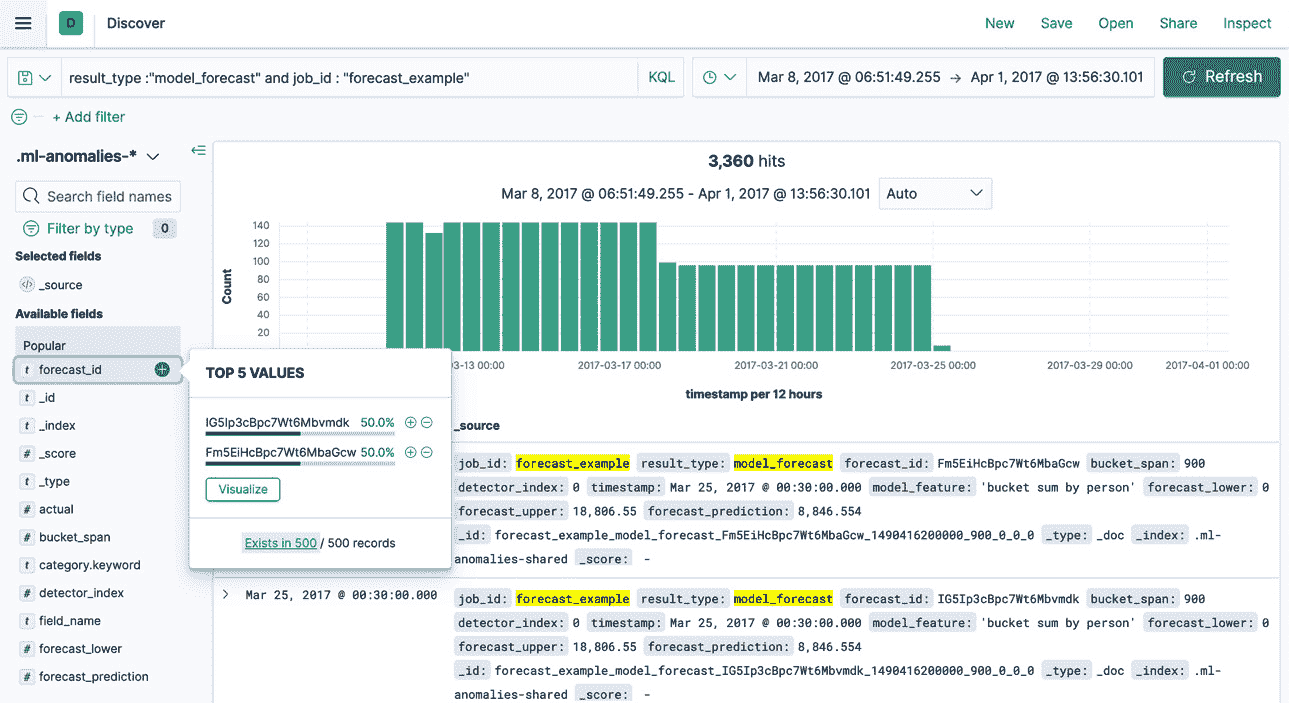 D Discover New Save Open Share Inspect
result_type :"model_forecast" and job_id : "forecast_example" KQL Mar 8, 2017 @ 06:51:49.255 → Apr 1, 2017 @ 13:56:30.101 Refresh
+ Add filter
.ml-anomalies-*
Search field names
Filter by type 0
Selected fields
_source
Available fields
Popular
t forecast_id
t _id
t _index
# _score
t _type
# actual
# bucket_span
t category.keyword
# detector_index
t field_name
# forecast_lower
# forecast_prediction
TOP 5 VALUES
IG5Ip3cBpc7Wt6Mbvmdk 50.0%
Fm5EiHcBpc7Wt6MbaGcw 50.0%
Visualize
Exists in 500 / 500 records
3,360 hits
Mar 8, 2017 @ 06:51:49.255 - Apr 1, 2017 @ 13:56:30.101 Auto
Count
140
120
100
80
60
40
20
03-13 00:00 2017-03-17 00:00 2017-03-21 00:00 2017-03-25 00:00 2017-03-29 00:00 2017-04-01 00:00
timestamp per 12 hours
_source
job_id: forecast_example result_type: model_forecast forecast_id: Fm5EiHcBpc7Wt6MbaGcw bucket_span: 900
detector_index: 0 timestamp: Mar 25, 2017 @ 00:30:00.000 model_feature: 'bucket sum by person' forecast_lower: 0
forecast_upper: 18,806.55 forecast_prediction: 8,846.554
_id: forecast_example_model_forecast_Fm5EiHcBpc7Wt6MbaGcw_1490416200000_900_0_0_0 _type: _doc _index: .ml-
anomalies-shared _score: -
Mar 25, 2017 @ 00:30:00.000 job_id: forecast_example result_type: model_forecast forecast_id: IG5Ip3cBpc7Wt6Mbvmdk bucket_span: 900
detector_index: 0 timestamp: Mar 25, 2017 @ 00:30:00.000 model_feature: 'bucket sum by person' forecast_lower: 0
forecast_upper: 18,806.55 forecast_prediction: 8,846.554
_id: forecast_example_model_forecast_IG5Ip3cBpc7Wt6Mbvmdk_1490416200000_900_0_0_0 _type: _doc _index: .ml-
anomalies-shared _score: -